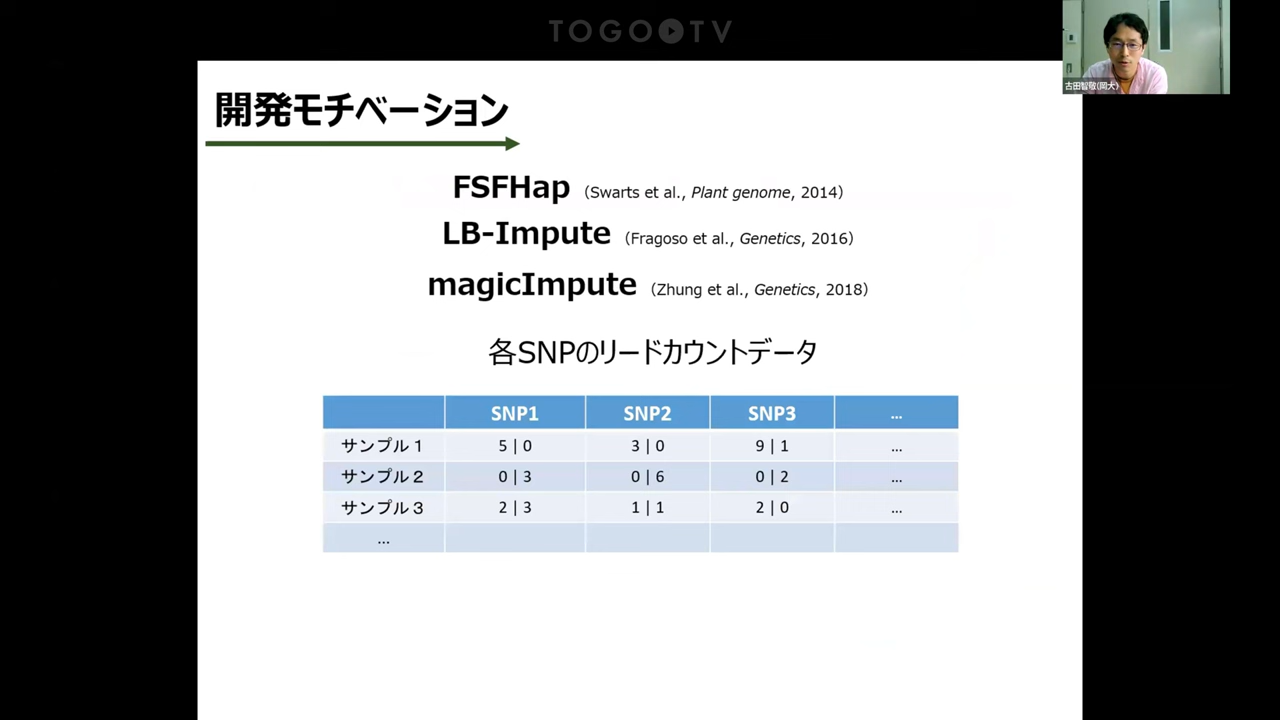 TOGO TV
古田智敏(岡大)
開発モチベーション
FSFHap (Swarts et al., Plant genome, 2014)
LB-Impute (Fragoso et al., Genetics, 2016)
magicImpute (Zhung et al., Genetics, 2018)
各SNPのリードカウントデータ
SNP1 SNP2 SNP3 ...
サンプル１ 5 | 0 3 | 0 9 | 1 ...
サンプル２ 0 | 3 0 | 6 0 | 2 ...
サンプル３ 2 | 3 1 | 1 2 | 0 ...
...